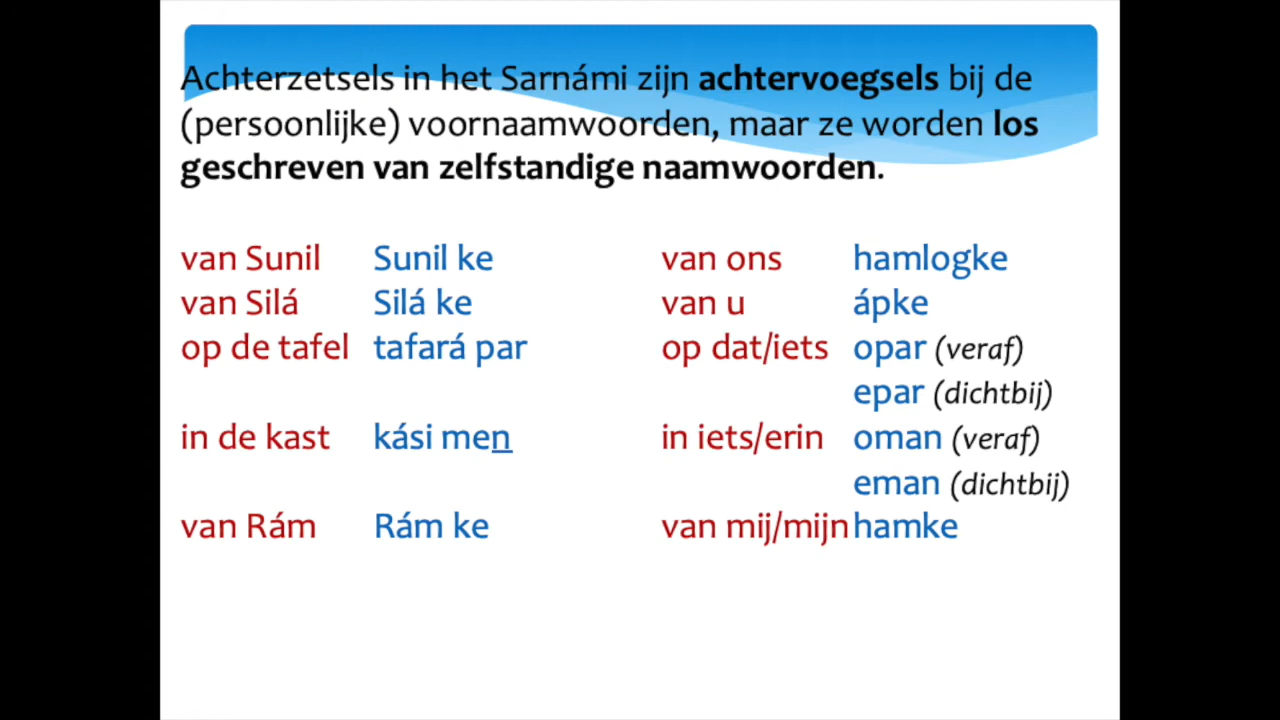 Achterzetsels in het Sarnámi zijn achtervoegsels bij de
(persoonlijke) voornaamwoorden, maar ze worden los
geschreven van zelfstandige naamwoorden.
van Sunil Sunil ke van ons hamlogke
van Silá Silá ke van u ápke
op de tafel tafará par op dat/iets opar (veraf)
epar (dichtbij)
in de kast kási men in iets/erin oman (veraf)
eman (dichtbij)
van Rám Rám ke van mij/mijn hamke